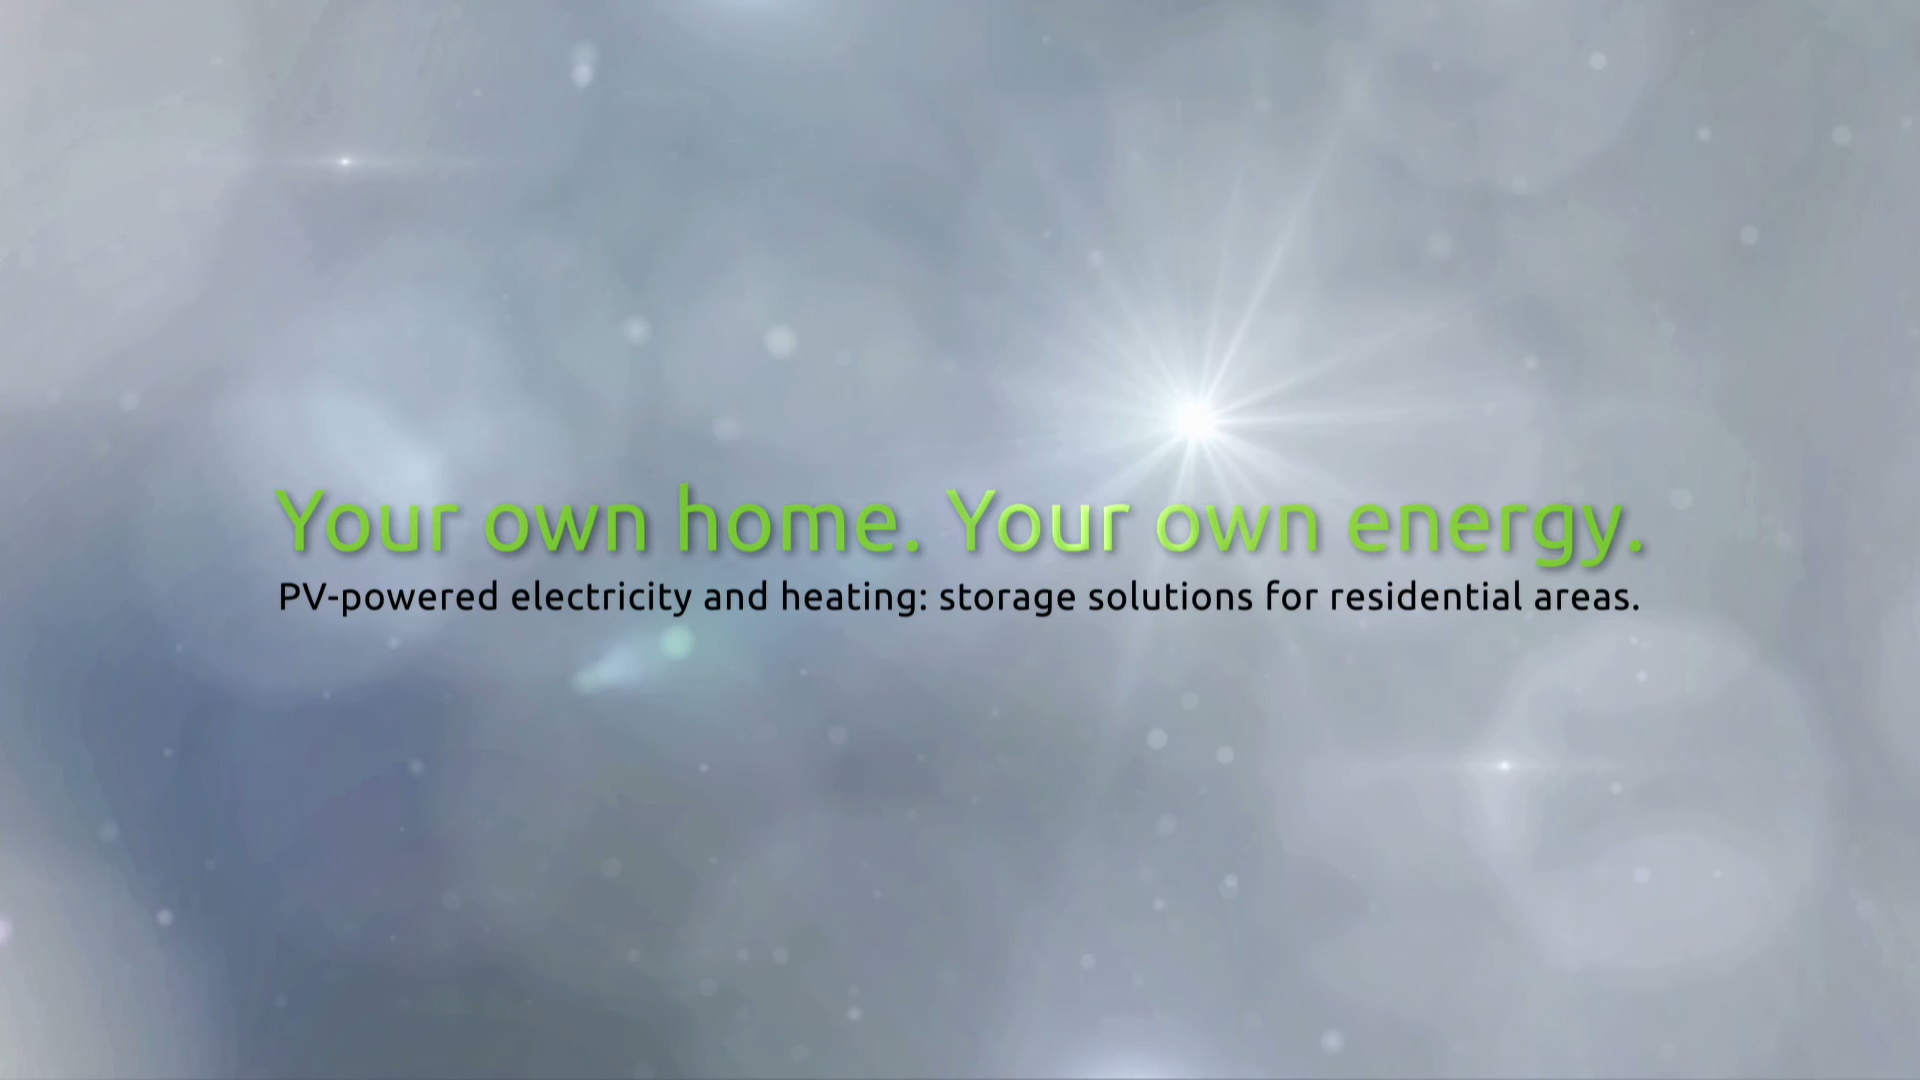 Your own home. Your own energy.
PV-powered electricity and heating: storage solutions for residential areas.